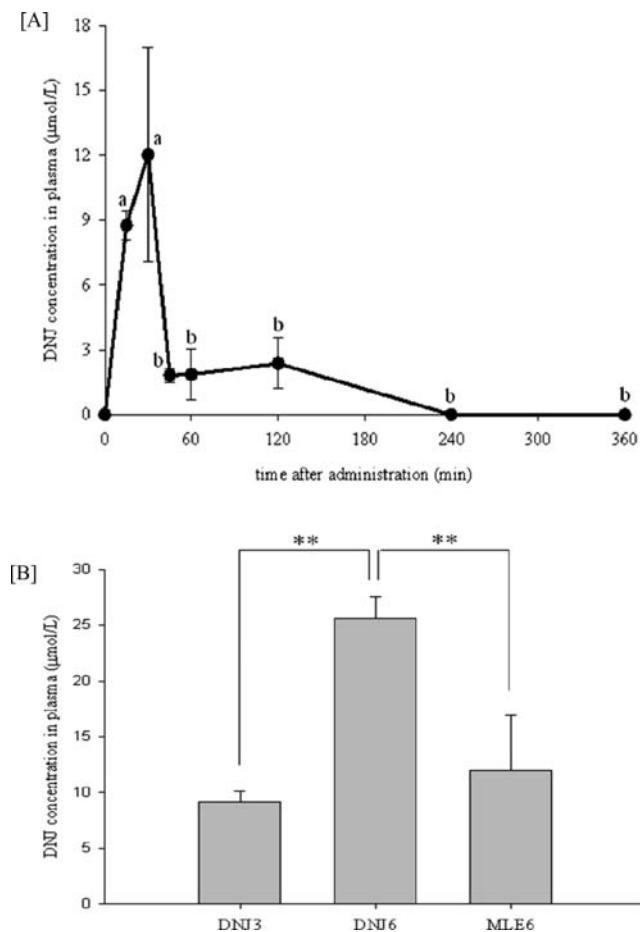 [A]
DNJ concentration in plasma (µmol/L)
18
15
12
9
6
3
0
a
a
b
b
b
b
b
0 60 120 180 240 300 360
time after administration (min)
[B]
DNJ concentration in plasma (µmol/L)
30
25
20
15
10
5
0
** **
DNJ3 DNJ6 MLE6